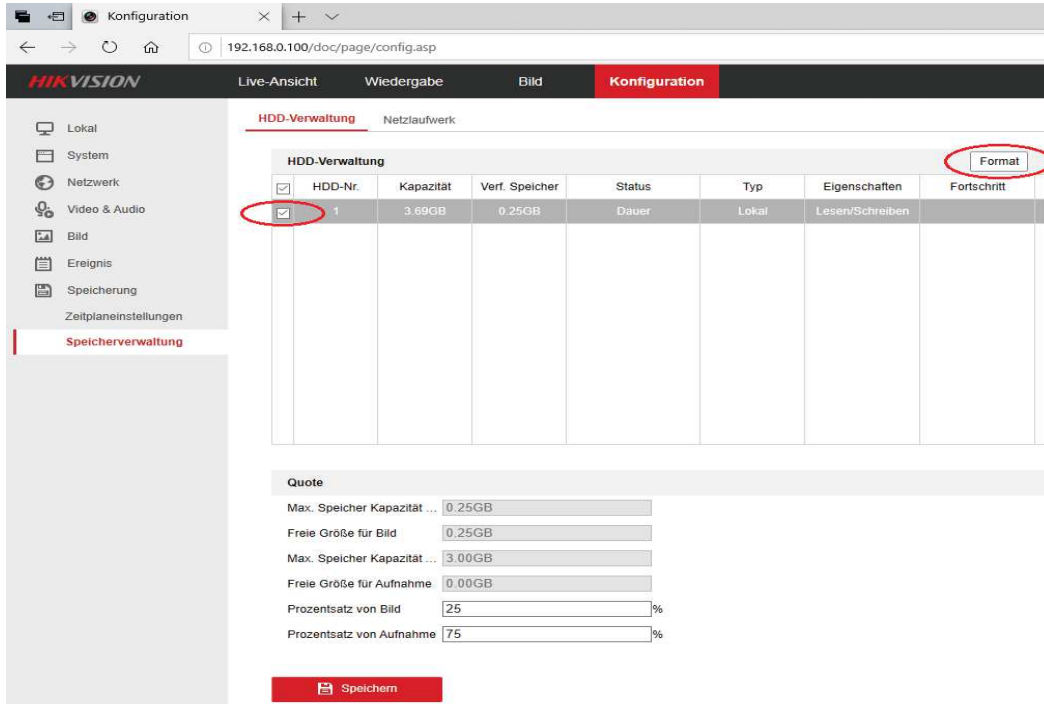 Konfiguration
192.168.0.100/doc/page/config.asp
HIKVISION Live-Ansicht Wiedergabe Bild Konfiguration
HDD-Verwaltung Netzlaufwerk
Lokal
System
Netzwerk
Video & Audio
Bild
Ereignis
Speicherung
Zeitplaneinstellungen
Speicherverwaltung
HDD-Verwaltung Format
HDD-Nr. Kapazität Verf. Speicher Status Typ Eigenschaften Fortschritt
1 3.69GB 0.25GB Dauer Lokal Lesen/Schreiben
Quote
Max. Speicher Kapazität ... 0.25GB
Freie Größe für Bild 0.25GB
Max. Speicher Kapazität ... 3.00GB
Freie Größe für Aufnahme 0.00GB
Prozentsatz von Bild 25 %
Prozentsatz von Aufnahme 75 %
Speichern